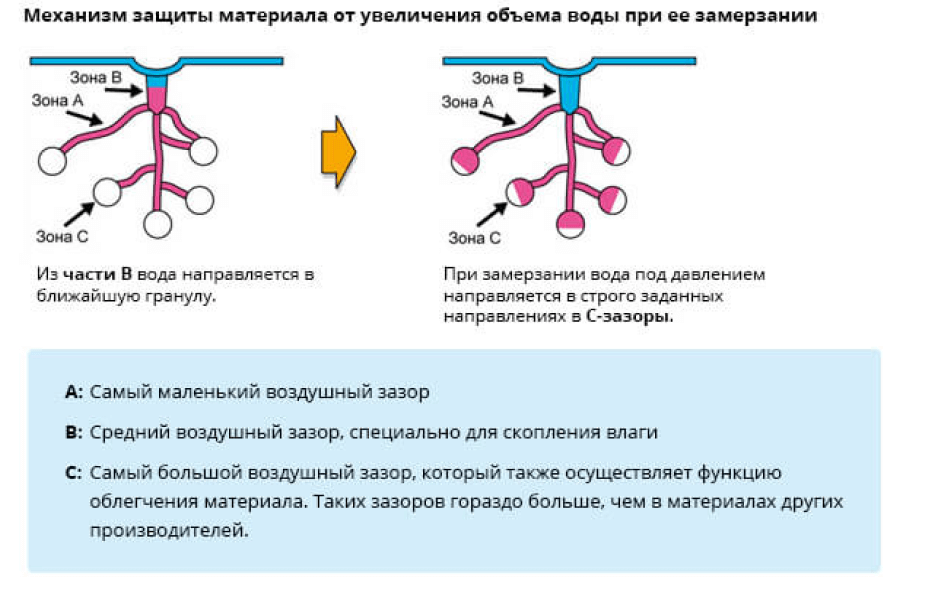 Механизм защиты материала от увеличения объема воды при ее замерзании
Зона B
Зона A
Зона C
Зона B
Зона A
Зона C
Из части B вода направляется в
ближайшую гранулу.
При замерзании вода под давлением
направляется в строго заданных
направлениях в C-зазоры.
A: Самый маленький воздушный зазор
B: Средний воздушный зазор, специально для скопления влаги
C: Самый большой воздушный зазор, который также осуществляет функцию
облегчения материала. Таких зазоров гораздо больше, чем в материалах других
производителей.